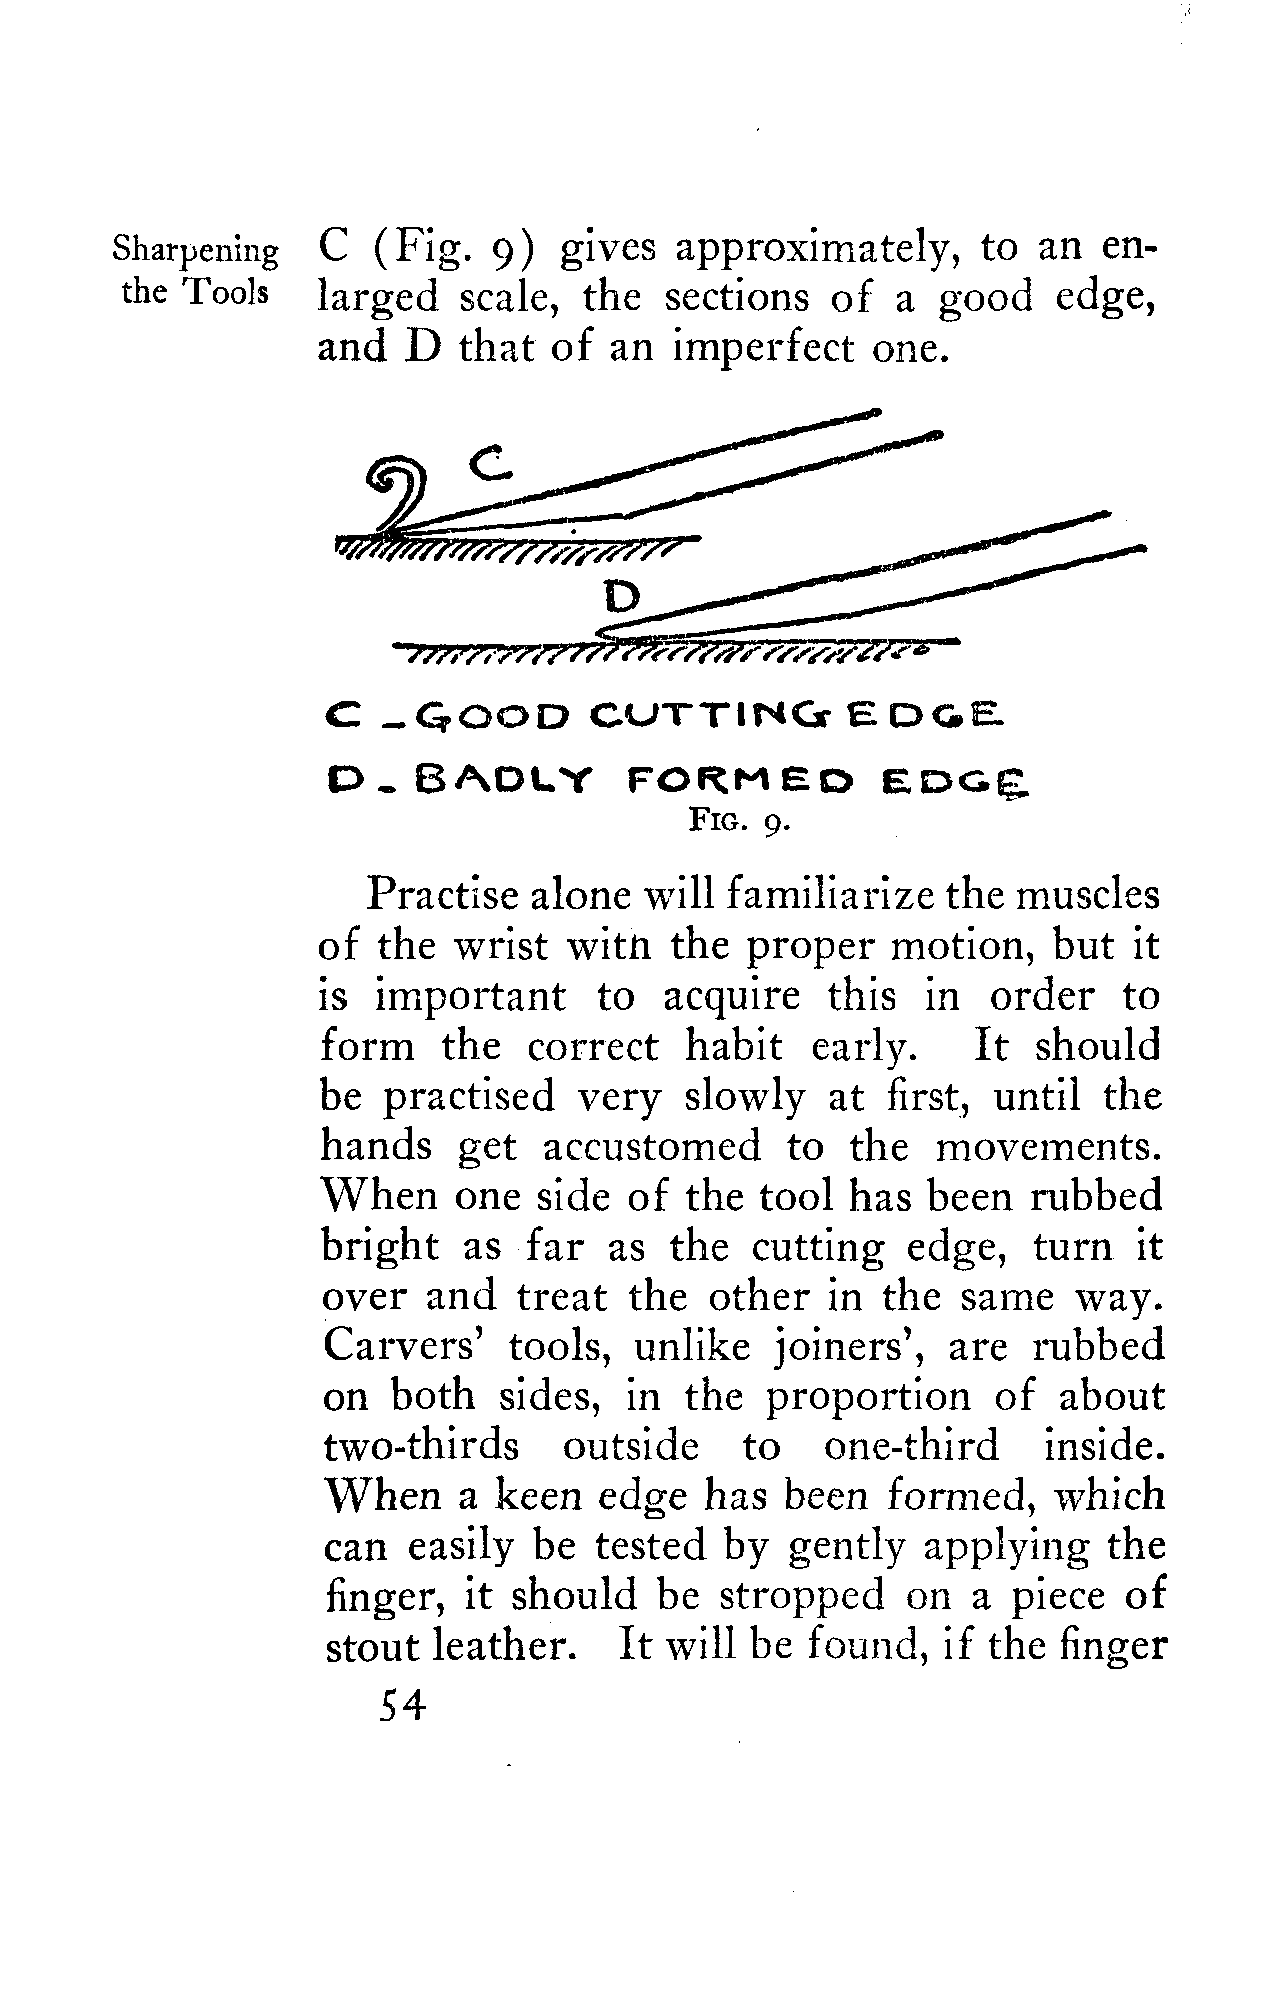 Sharpening
the Tools
C (Fig. 9) gives approximately, to an en-
larged scale, the sections of a good edge,
and D that of an imperfect one.
C
D
C - GOOD CUTTING EDGE
D - BADLY FORMED EDGE
Fig. 9.
Practise alone will familiarize the muscles
of the wrist with the proper motion, but it
is important to acquire this in order to
form the correct habit early. It should
be practised very slowly at first, until the
hands get accustomed to the movements.
When one side of the tool has been rubbed
bright as far as the cutting edge, turn it
over and treat the other in the same way.
Carvers' tools, unlike joiners', are rubbed
on both sides, in the proportion of about
two-thirds outside to one-third inside.
When a keen edge has been formed, which
can easily be tested by gently applying the
finger, it should be stropped on a piece of
stout leather. It will be found, if the finger
54